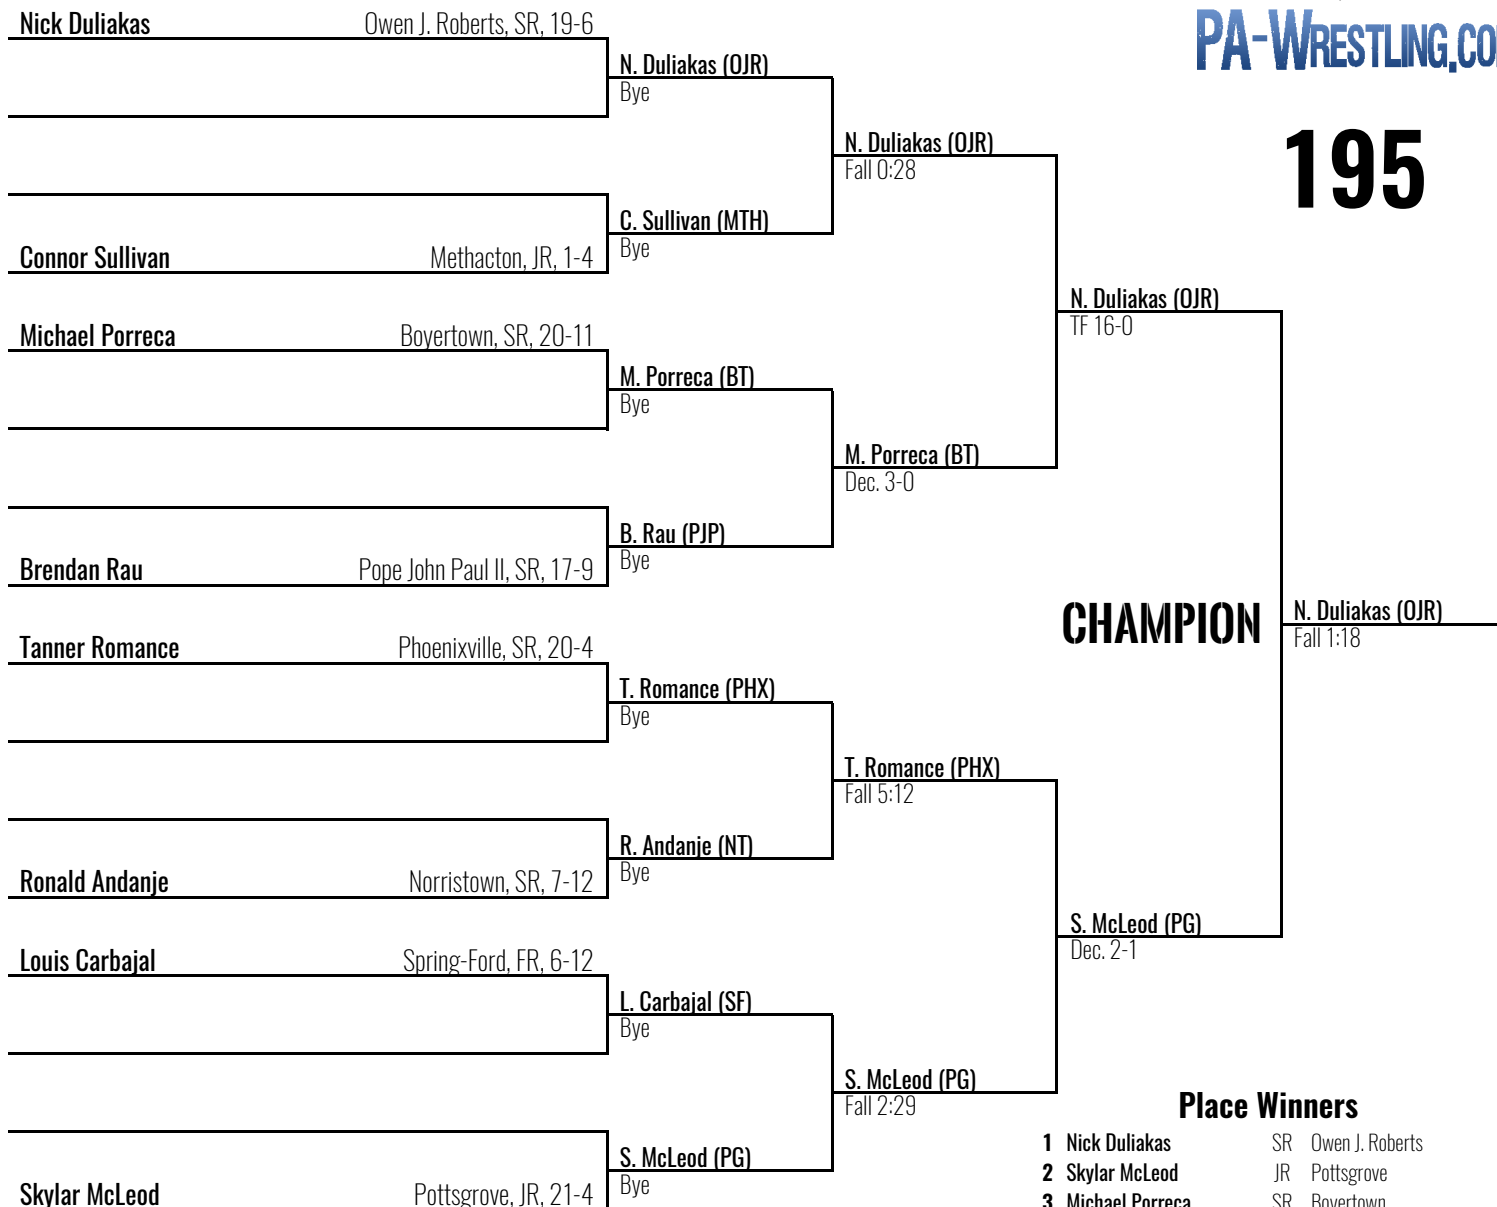 Nick Duliakas Owen J. Roberts, SR, 19-6
N. Duliakas (OJR)
Bye
PA-WRESTLING.CO
195
N. Duliakas (OJR)
Fall 0:28
C. Sullivan (MTH)
Bye
Connor Sullivan Methacton, JR, 1-4
N. Duliakas (OJR)
TF 16-0
Michael Porreca Boyertown, SR, 20-11
M. Porreca (BT)
Bye
M. Porreca (BT)
Dec. 3-0
B. Rau (PJP)
Bye
Brendan Rau Pope John Paul II, SR, 17-9
CHAMPION
N. Duliakas (OJR)
Fall 1:18
Tanner Romance Phoenixville, SR, 20-4
T. Romance (PHX)
Bye
T. Romance (PHX)
Fall 5:12
R. Andanje (NT)
Bye
Ronald Andanje Norristown, SR, 7-12
S. McLeod (PG)
Dec. 2-1
Louis Carbajal Spring-Ford, FR, 6-12
L. Carbajal (SF)
Bye
S. McLeod (PG)
Fall 2:29
S. McLeod (PG)
Bye
Skylar McLeod Pottsgrove, JR, 21-4
Place Winners
1 Nick Duliakas SR Owen J. Roberts
2 Skylar McLeod JR Pottsgrove
3 Michael Porreca SR Boyertown